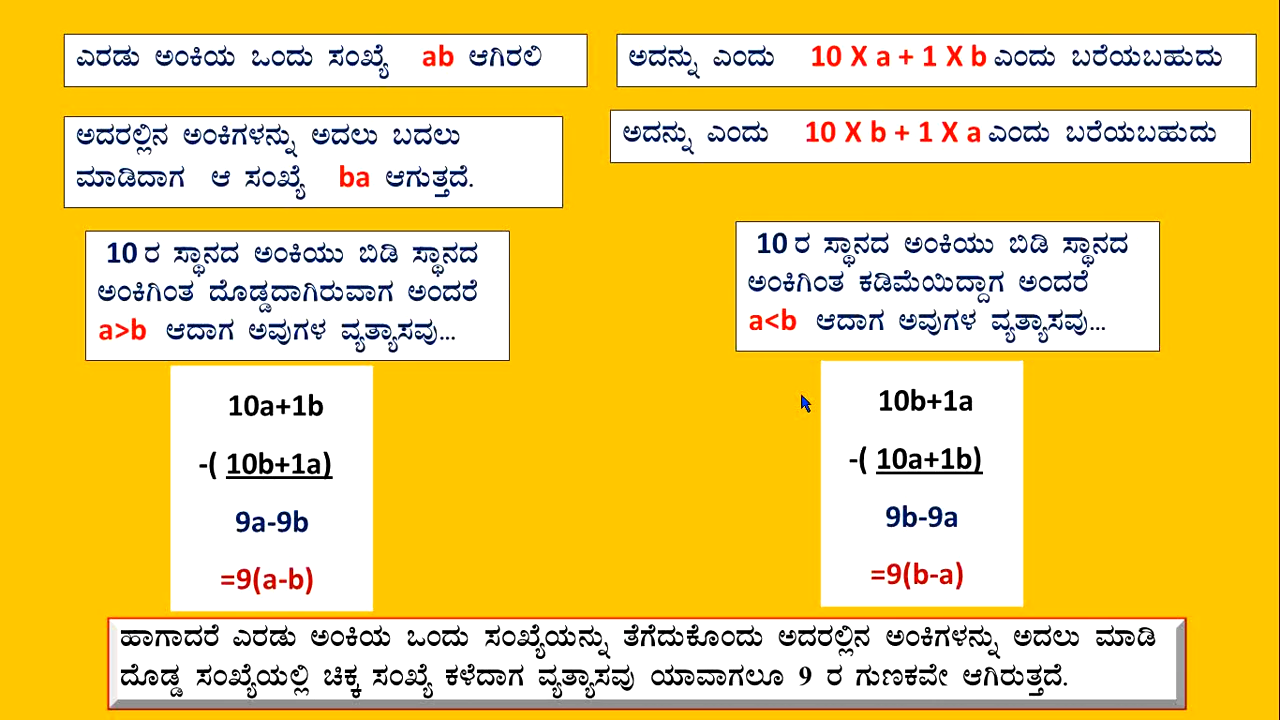 ಎರಡು ಅಂಕಿಯ ಒಂದು ಸಂಖ್ಯೆ ab ಆಗಿರಲಿ
ಅದನ್ನು ಎಂದು 10 X a + 1 X b ಎಂದು ಬರೆಯಬಹುದು
ಅದರಲ್ಲಿನ ಅಂಕಿಗಳನ್ನು ಅದಲು ಬದಲು
ಮಾಡಿದಾಗ ಆ ಸಂಖ್ಯೆ ba ಆಗುತ್ತದೆ.
ಅದನ್ನು ಎಂದು 10 X b + 1 X a ಎಂದು ಬರೆಯಬಹುದು
10 ರ ಸ್ಥಾನದ ಅಂಕಿಯು ಬಿಡಿ ಸ್ಥಾನದ
ಅಂಕಿಗಿಂತ ದೊಡ್ಡದಾಗಿರುವಾಗ ಅಂದರೆ
a>b ಆದಾಗ ಅವುಗಳ ವ್ಯತ್ಯಾಸವು...
10a+1b
-( 10b+1a)
9a-9b
=9(a-b)
10 ರ ಸ್ಥಾನದ ಅಂಕಿಯು ಬಿಡಿ ಸ್ಥಾನದ
ಅಂಕಿಗಿಂತ ಕಡಿಮೆಯಿದ್ದಾಗ ಅಂದರೆ
a<b ಆದಾಗ ಅವುಗಳ ವ್ಯತ್ಯಾಸವು...
10b+1a
-( 10a+1b)
9b-9a
=9(b-a)
ಹಾಗಾದರೆ ಎರಡು ಅಂಕಿಯ ಒಂದು ಸಂಖ್ಯೆಯನ್ನು ತೆಗೆದುಕೊಂದು ಅದರಲ್ಲಿನ ಅಂಕಿಗಳನ್ನು ಅದಲು ಮಾಡಿ
ದೊಡ್ಡ ಸಂಖ್ಯೆಯಲ್ಲಿ ಚಿಕ್ಕ ಸಂಖ್ಯೆ ಕಳೆದಾಗ ವ್ಯತ್ಯಾಸವು ಯಾವಾಗಲೂ 9 ರ ಗುಣಕವೇ ಆಗಿರುತ್ತದೆ.